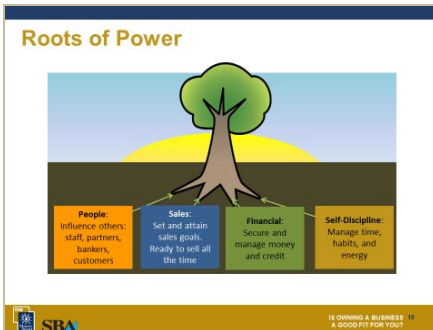 Roots of Power
People:
Influence others:
staff, partners,
bankers,
customers
Sales:
Set and attain
sales goals.
Ready to sell all
the time
Financial:
Secure and
manage money
and credit
Self-Discipline:
Manage time,
habits, and
energy
SBA
IS OWNING A BUSINESS
A GOOD FIT FOR YOU?